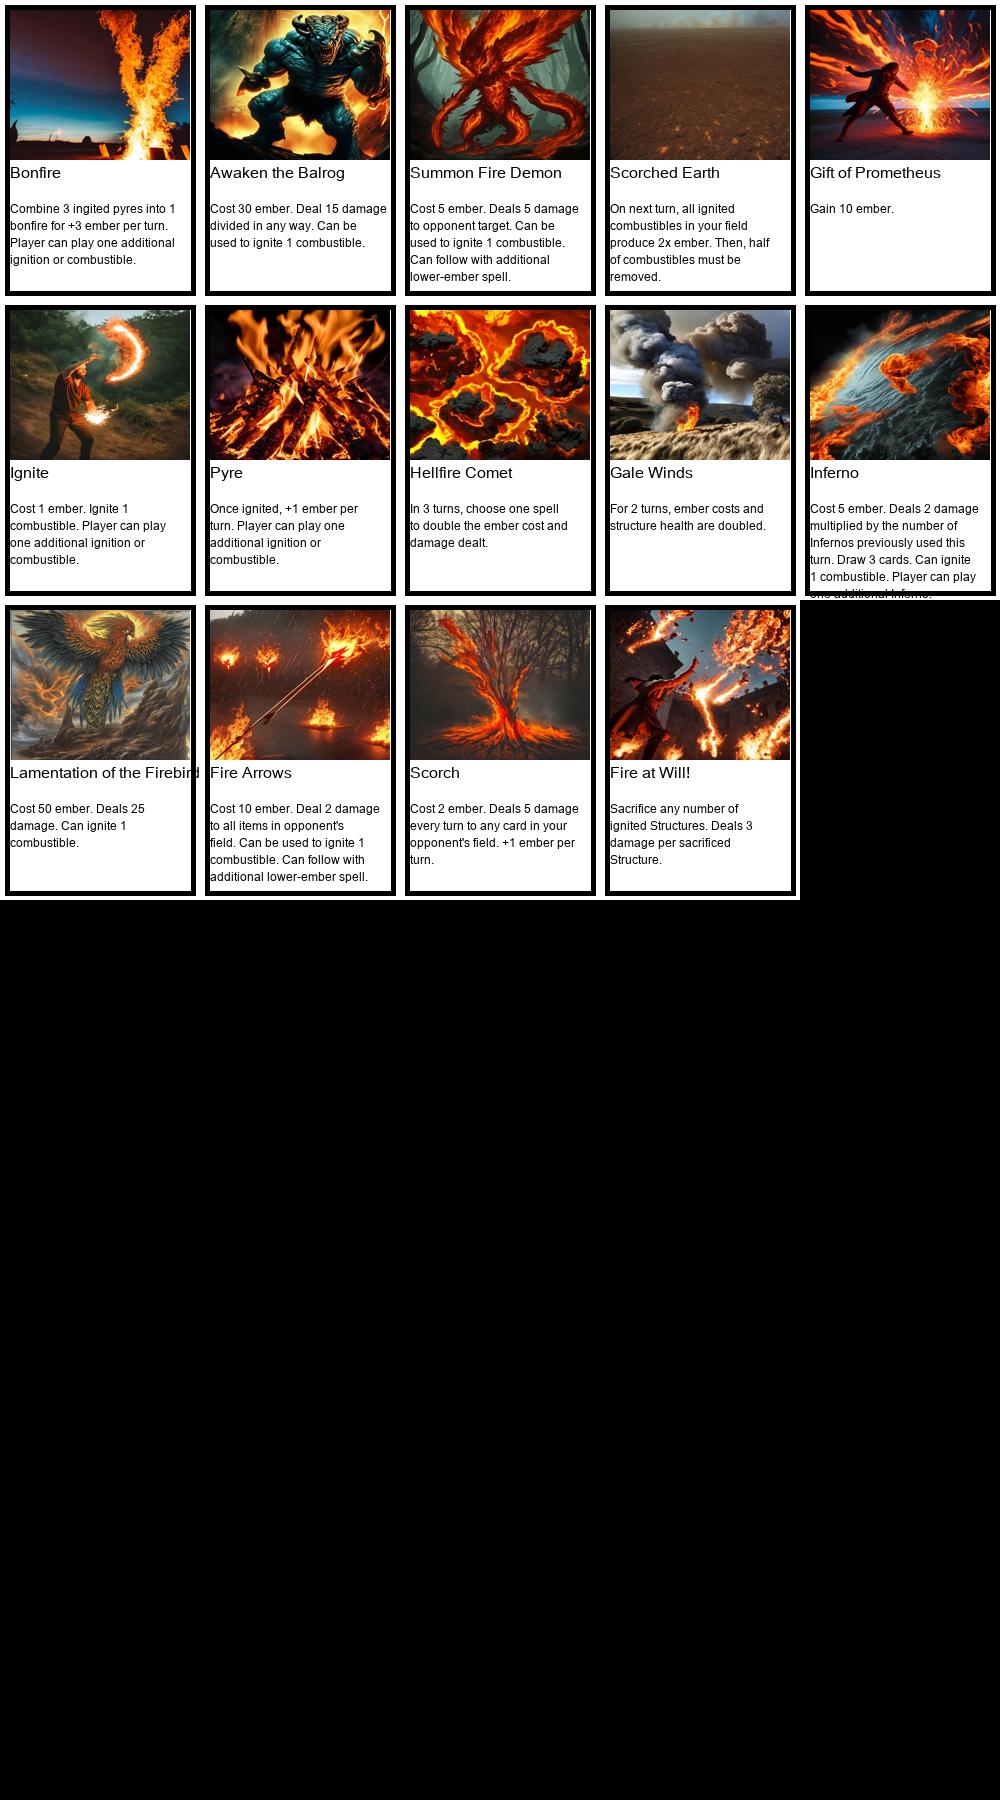 Bonfire
Combine 3 ingited pyres into 1
bonfire for +3 ember per turn.
Player can play one additional
ignition or combustible.
Awaken the Balrog
Cost 30 ember. Deal 15 damage
divided in any way. Can be
used to ignite 1 combustible.
Summon Fire Demon
Cost 5 ember. Deals 5 damage
to opponent target. Can be
used to ignite 1 combustible.
Can follow with additional
lower-ember spell.
Scorched Earth
On next turn, all ignited
combustibles in your field
produce 2x ember. Then, half
of combustibles must be
removed.
Gift of Prometheus
Gain 10 ember.
Ignite
Cost 1 ember. Ignite 1
combustible. Player can play
one additional ignition or
combustible.
Pyre
Once ignited, +1 ember per
turn. Player can play one
additional ignition or
combustible.
Hellfire Comet
In 3 turns, choose one spell
to double the ember cost and
damage dealt.
Gale Winds
For 2 turns, ember costs and
structure health are doubled.
Inferno
Cost 5 ember. Deals 2 damage
multiplied by the number of
Infernos previously used this
turn. Draw 3 cards. Can ignite
1 combustible. Player can play
one additional Inferno.
Lamentation of the Firebird
Cost 50 ember. Deals 25
damage. Can ignite 1
combustible.
Fire Arrows
Cost 10 ember. Deal 2 damage
to all items in opponent's
field. Can be used to ignite 1
combustible. Can follow with
additional lower-ember spell.
Scorch
Cost 2 ember. Deals 5 damage
every turn to any card in your
opponent's field. +1 ember per
turn.
Fire at Will!
Sacrifice any number of
ignited Structures. Deals 3
damage per sacrificed
Structure.